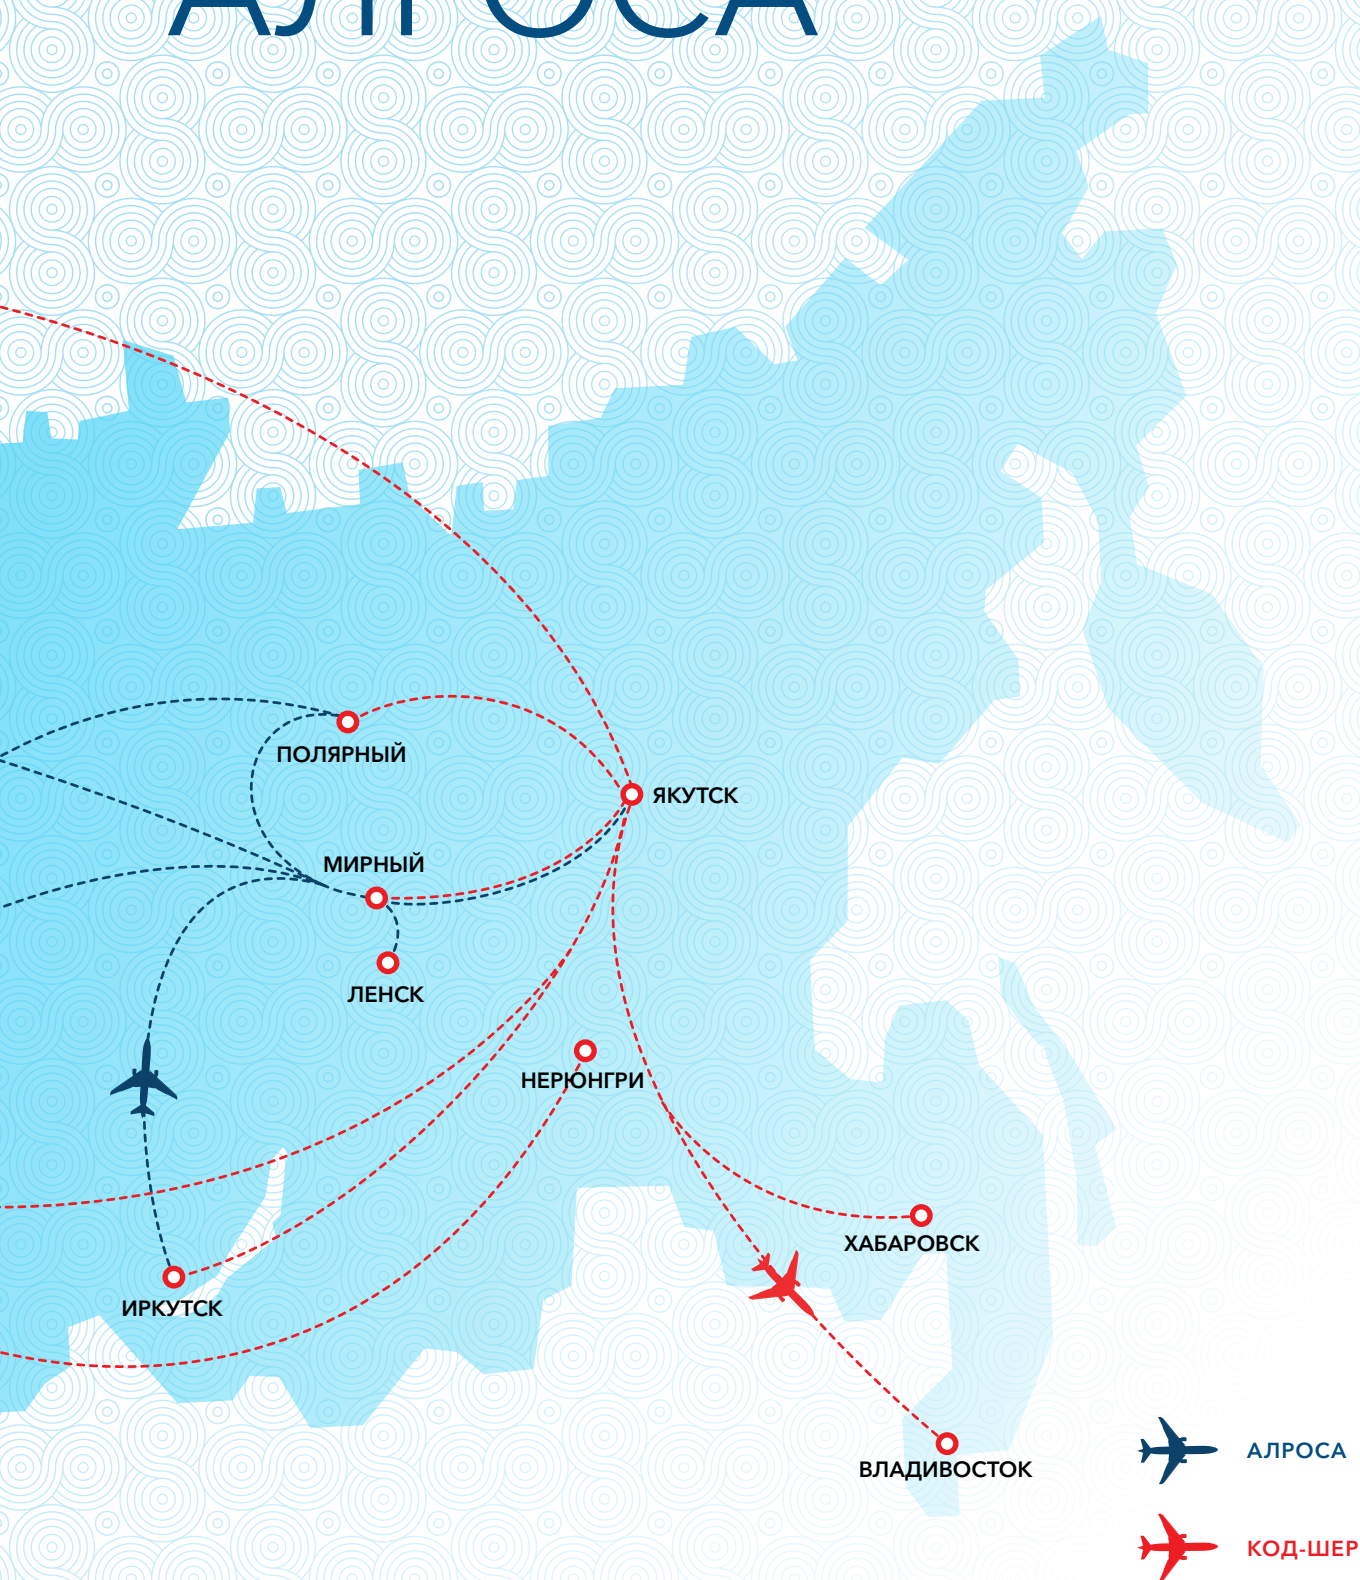 АЛРОСА
ПОЛЯРНЫЙ
ЯКУТСК
МИРНЫЙ
ЛЕНСК
НЕРЮНГРИ
ХАБАРОВСК
ИРКУТСК
ВЛАДИВОСТОК
АЛРОСА
КОД-ШЕР